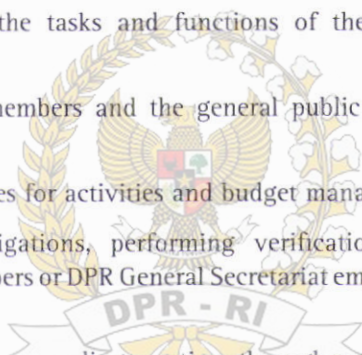 the tasks and functions of the
members and the general public
es for activities and budget mana
igations, performing verificatio
bers or DPR General Secretariat em
DPR - RI